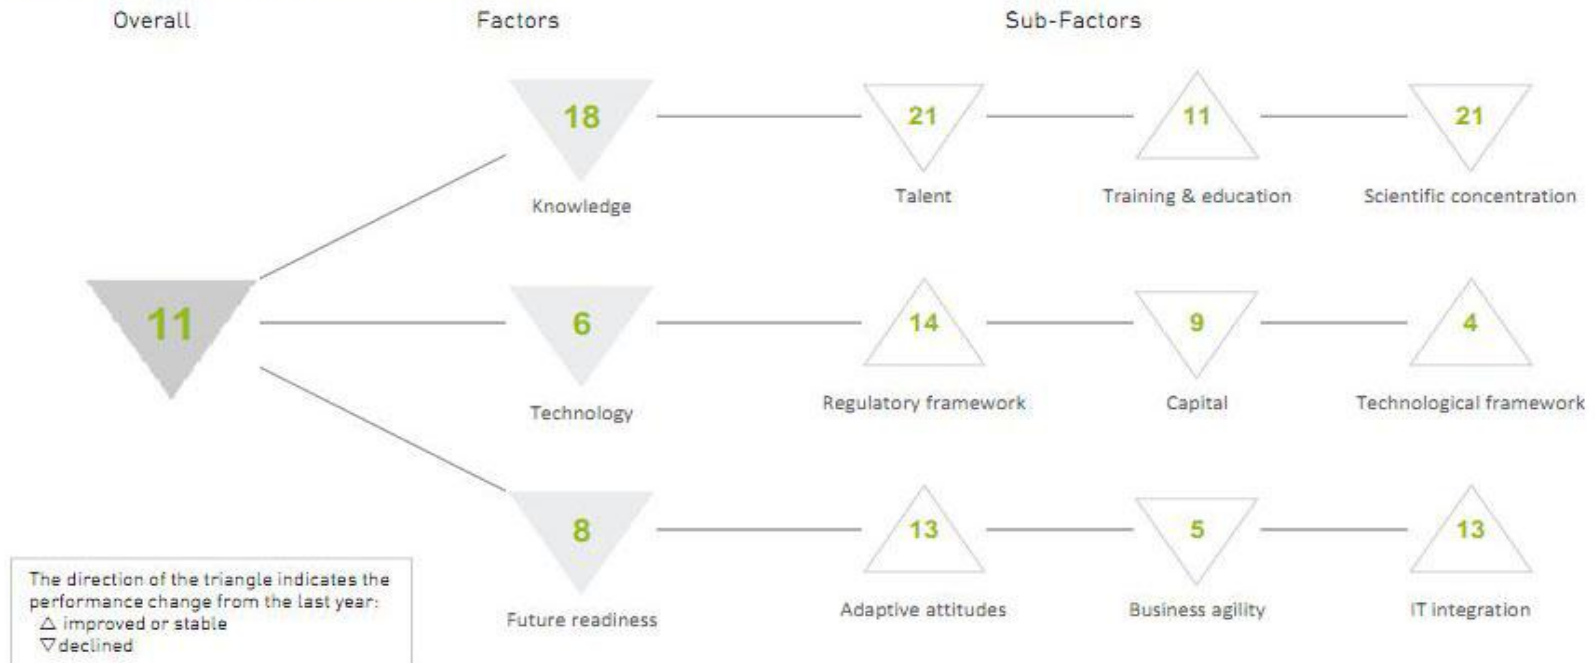 Overall Factors Sub-Factors
18 21 11 21
Knowledge Talent Training & education Scientific concentration
11 6 14 9 4
Technology Regulatory framework Capital Technological framework
8 13 5 13
Future readiness Adaptive attitudes Business agility IT integration
The direction of the triangle indicates the
performance change from the last year:
△ improved or stable
▽ declined